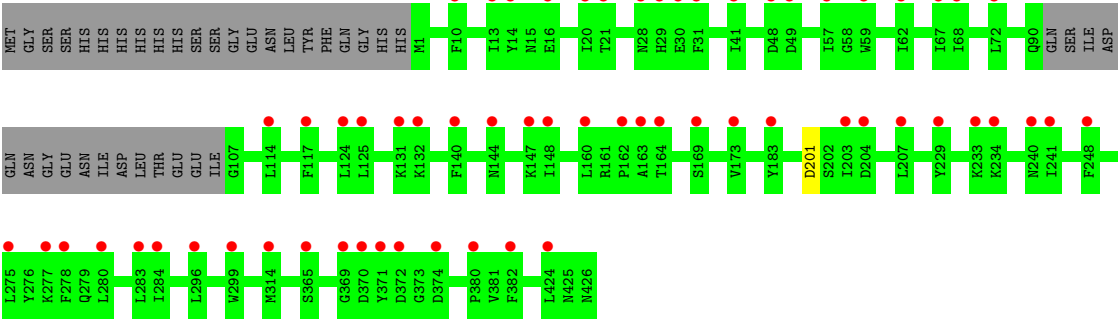 MET GLY SER SER HIS HIS HIS HIS HIS HIS SER SER GLY GLU ASN LEU TYR PHE GLN GLY HIS HIS M1 F10 I13 Y14 N15 E16 I20 T21 N28 H29 E30 F31 I41 D48 D49 I57 G58 W59 I62 I67 I68 L72 Q90 GLN SER ILE ASP
GLN ASN GLY GLU ASN ILE ASP LEU THR GLU GLU ILE G107 L114 F117 L124 L125 K131 K132 F140 N144 K147 I148 L160 R161 P162 A163 T164 S169 V173 Y183 D201 S202 I203 D204 L207 Y229 K233 K234 N240 I241 F248
L275 Y276 K277 F278 Q279 L280 L283 I284 L296 W299 M314 S365 G369 D370 Y371 D372 G373 D374 P380 V381 F382 L424 N425 N426